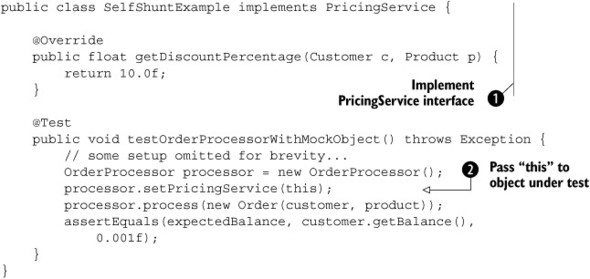 public class SelfShuntExample implements PricingService {
@Override
public float getDiscountPercentage(Customer c, Product p) {
return 10.0f;
}
Implement
PricingService interface
1
@Test
public void testOrderProcessorWithMockObject() throws Exception {
// some setup omitted for brevity...
OrderProcessor processor = new OrderProcessor();
processor.setPricingService(this);
processor.process(new Order(customer, product));
assertEquals(expectedBalance, customer.getBalance(),
0.001f);
}
}
2 Pass “this” to
object under test